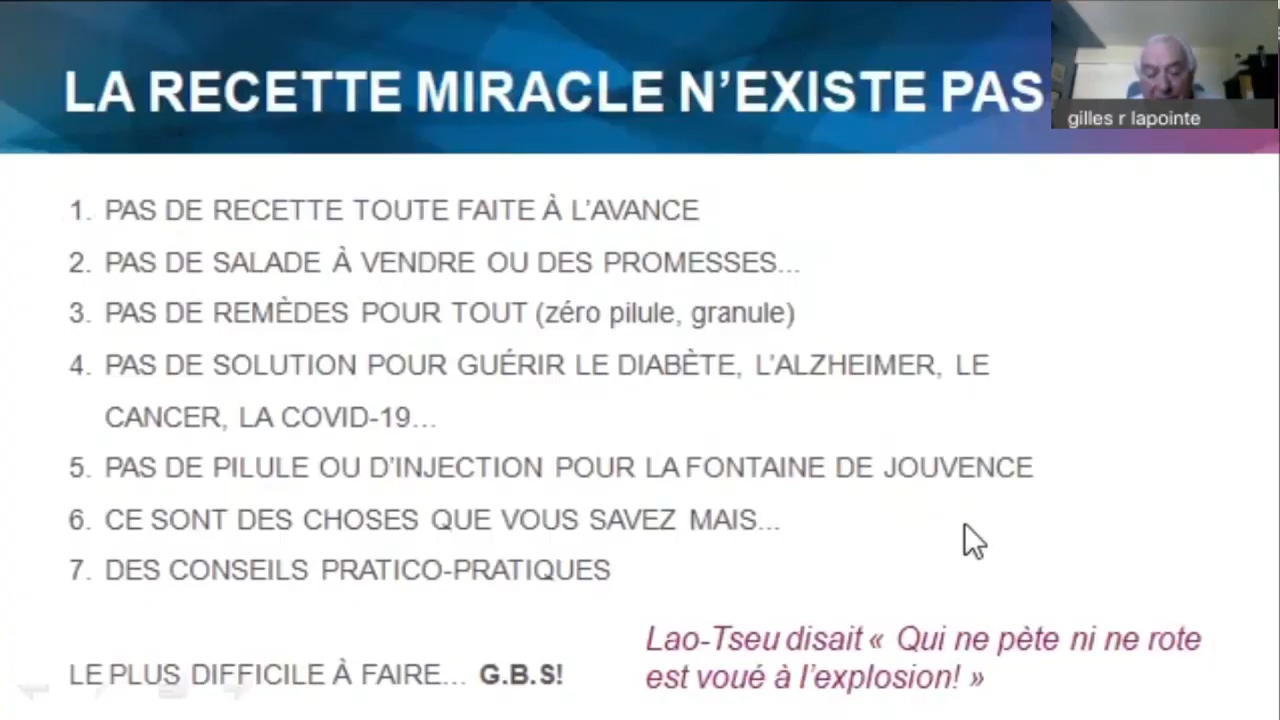 LA RECETTE MIRACLE N'EXISTE PAS
gilles r lapointe
1. PAS DE RECETTE TOUTE FAITE À L'AVANCE
2. PAS DE SALADE À VENDRE OU DES PROMESSES...
3. PAS DE REMÈDES POUR TOUT (zéro pilule, granule)
4. PAS DE SOLUTION POUR GUÉRIR LE DIABÈTE, L'ALZHEIMER, LE
CANCER, LA COVID-19...
5. PAS DE PILULE OU D'INJECTION POUR LA FONTAINE DE JOUVENCE
6. CE SONT DES CHOSES QUE VOUS SAVEZ MAIS...
7. DES CONSEILS PRATICO-PRATIQUES
LE PLUS DIFFICILE À FAIRE... G.B.S!
Lao-Tseu disait « Qui ne pète ni ne rote
est voué à l'explosion! »